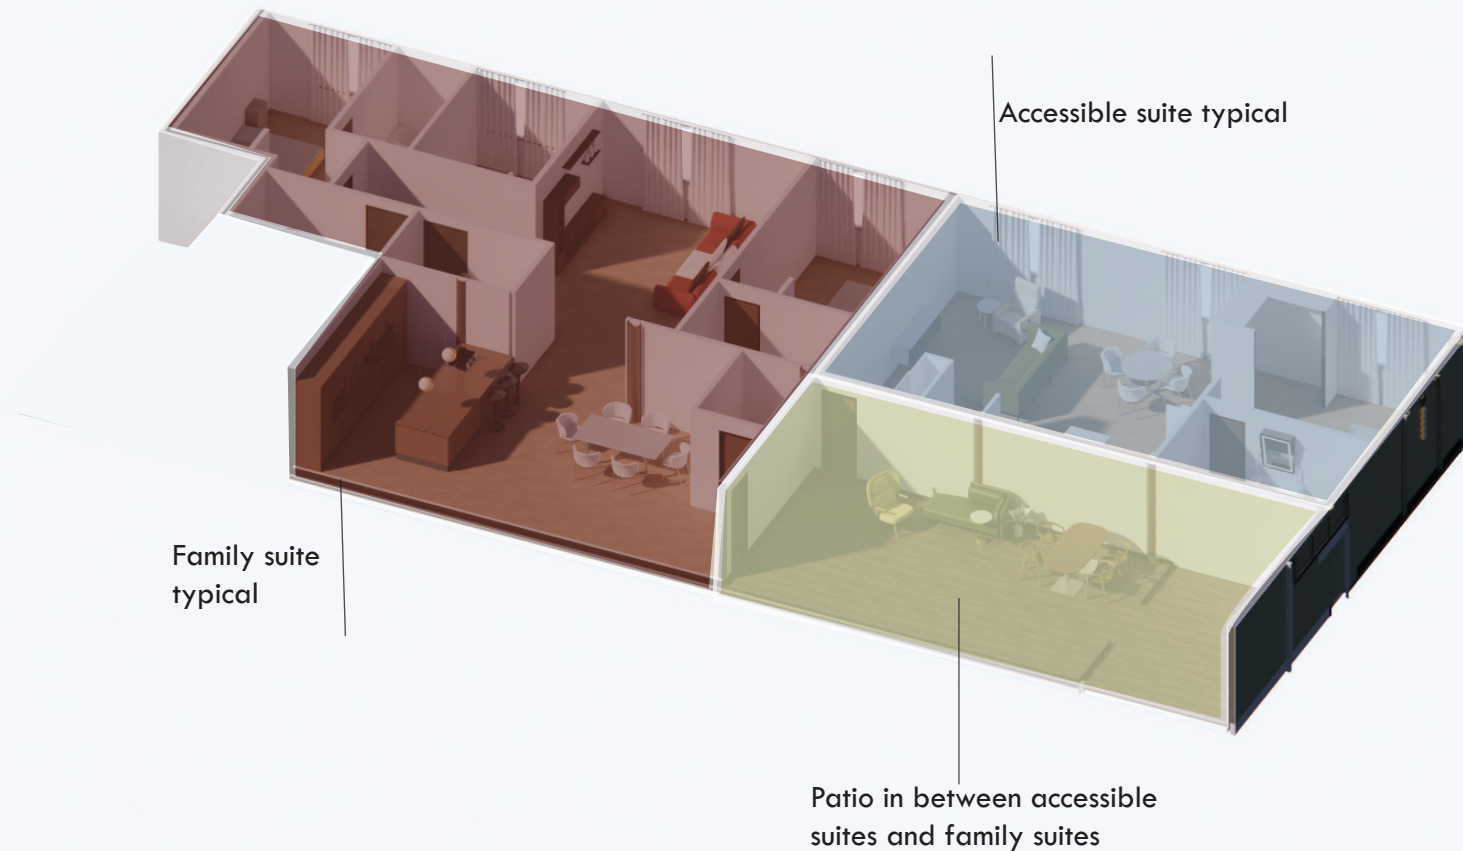 Accessible suite typical
Family suite
typical
Patio in between accessible
suites and family suites